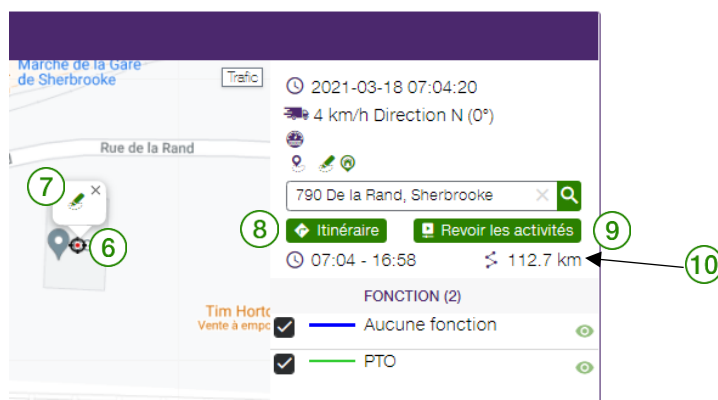 Marché de la Gare
de Sherbrooke
Trafic
Rue de la Rand
7
6
Tim Horto
Vente à empo
2021-03-18 07:04:20
4 km/h Direction N (0°)
790 De la Rand, Sherbrooke
8
Itinéraire
Revoir les activités
9
07:04 - 16:58
112.7 km
10
FONCTION (2)
Aucune fonction
PTO